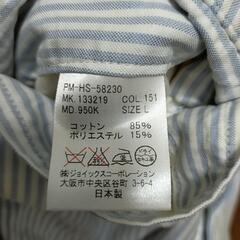 PM-HS-58230
MK.133219 COL.151
MD.950K SIZE L
コットン 85%
ポリエステル 15%
㈱ジョイックスコーポレーション
大阪市中央区谷町 3-6-4
日本製